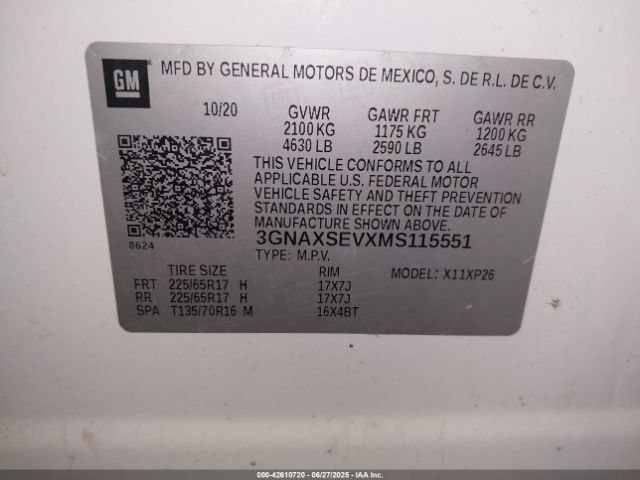 GM
MFD BY GENERAL MOTORS DE MEXICO, S. DE R.L. DE C.V.
10/20 GVWR GAWR FRT GAWR RR
2100 KG 1175 KG 1200 KG
4630 LB 2590 LB 2645 LB
THIS VEHICLE CONFORMS TO ALL
APPLICABLE U.S. FEDERAL MOTOR
VEHICLE SAFETY AND THEFT PREVENTION
STANDARDS IN EFFECT ON THE DATE OF
MANUFACTURE SHOWN ABOVE.
8624 3GNAXSEVXMS115551
TYPE: M.P.V.
TIRE SIZE RIM MODEL: X11XP26
FRT 225/65R17 H 17X7J
RR 225/65R17 H 17X7J
SPA T135/70R16 M 16X4BT
000-42610720 - 06/27/2025 - IAAI.com